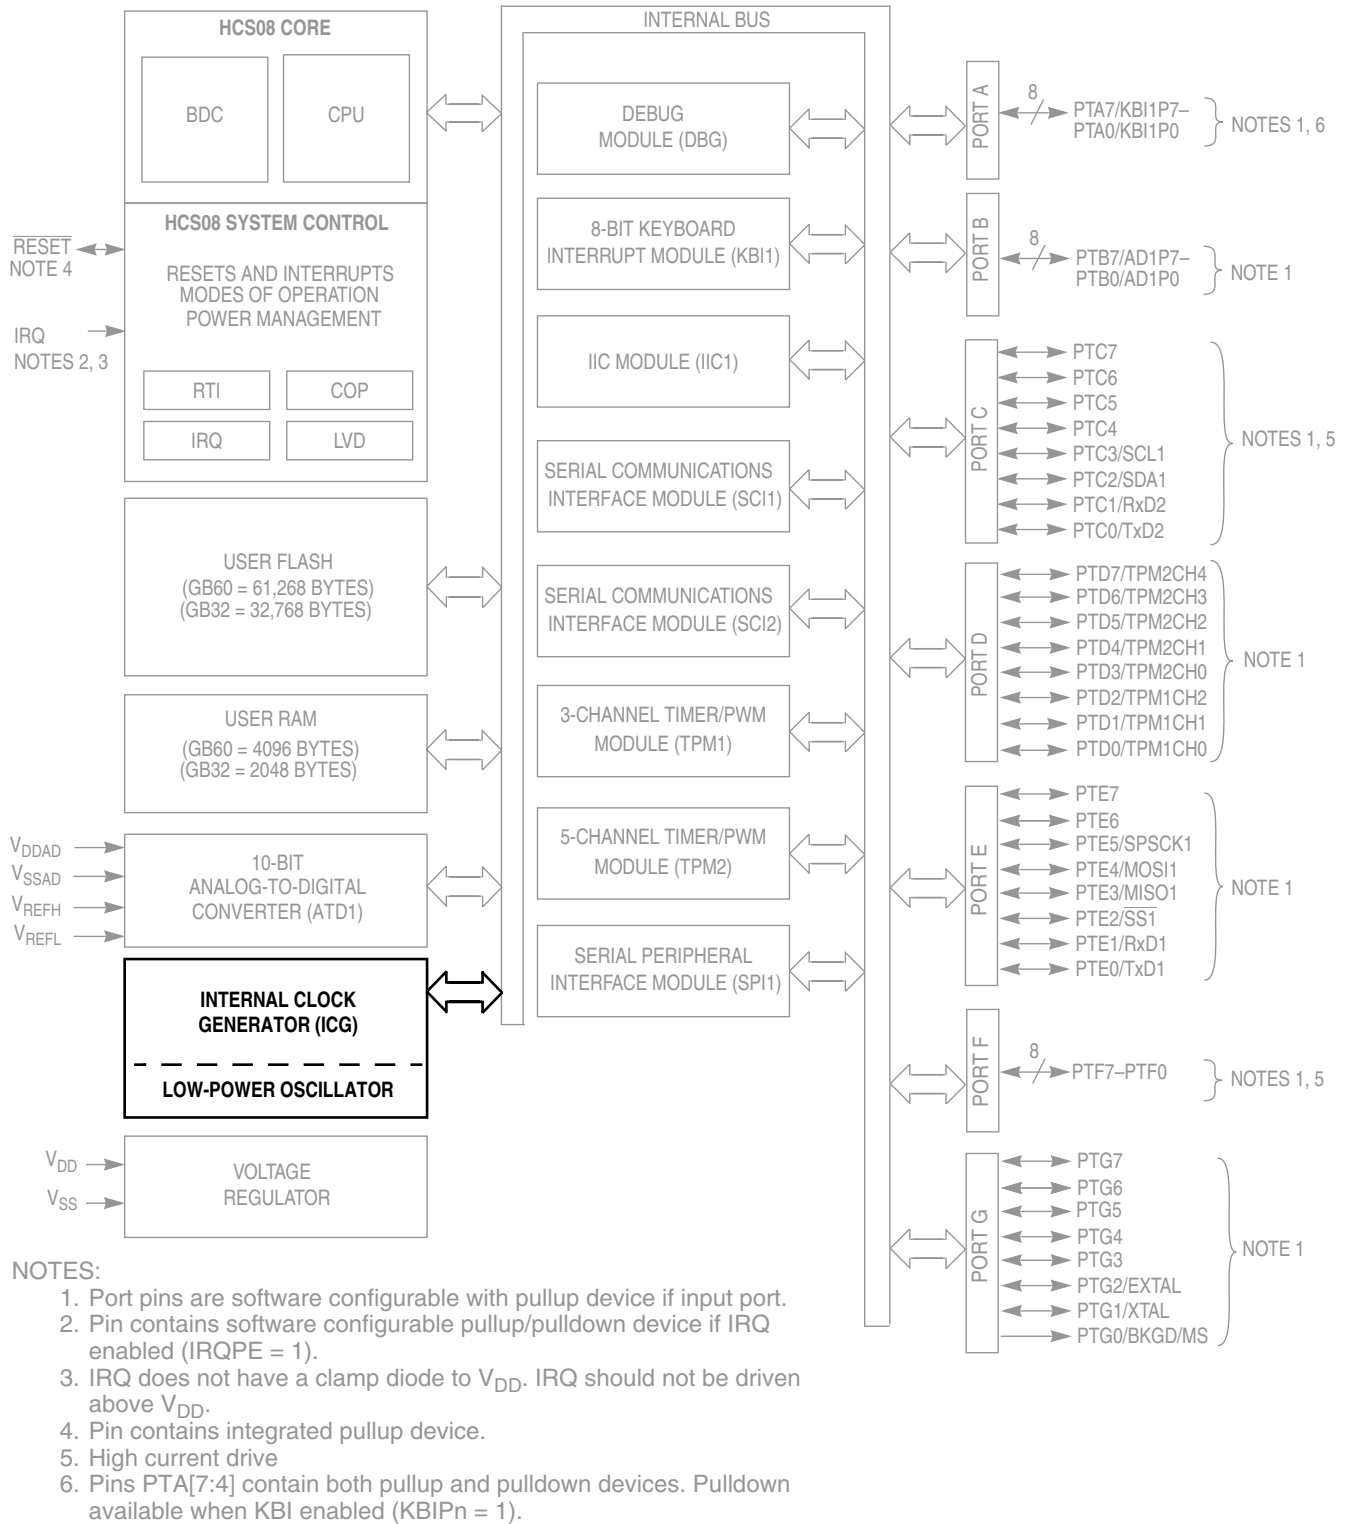 HCS08 CORE
BDC
CPU
HCS08 SYSTEM CONTROL
RESETS AND INTERRUPTS
MODES OF OPERATION
POWER MANAGEMENT
RTI
COP
IRQ
LVD
RESET
NOTE 4
IRQ
NOTES 2, 3
USER FLASH
(GB60 = 61,268 BYTES)
(GB32 = 32,768 BYTES)
USER RAM
(GB60 = 4096 BYTES)
(GB32 = 2048 BYTES)
VDDAD
VSSAD
VREFH
VREFL
10-BIT
ANALOG-TO-DIGITAL
CONVERTER (ATD1)
INTERNAL CLOCK
GENERATOR (ICG)
LOW-POWER OSCILLATOR
VDD
VSS
VOLTAGE
REGULATOR
INTERNAL BUS
DEBUG
MODULE (DBG)
8-BIT KEYBOARD
INTERRUPT MODULE (KBI1)
IIC MODULE (IIC1)
SERIAL COMMUNICATIONS
INTERFACE MODULE (SCI1)
SERIAL COMMUNICATIONS
INTERFACE MODULE (SCI2)
3-CHANNEL TIMER/PWM
MODULE (TPM1)
5-CHANNEL TIMER/PWM
MODULE (TPM2)
SERIAL PERIPHERAL
INTERFACE MODULE (SPI1)
PORT A
8
PTA7/KBI1P7–
PTA0/KBI1P0
NOTES 1, 6
PORT B
8
PTB7/AD1P7–
PTB0/AD1P0
NOTE 1
PORT C
PTC7
PTC6
PTC5
PTC4
PTC3/SCL1
PTC2/SDA1
PTC1/RxD2
PTC0/TxD2
NOTES 1, 5
PORT D
PTD7/TPM2CH4
PTD6/TPM2CH3
PTD5/TPM2CH2
PTD4/TPM2CH1
PTD3/TPM2CH0
PTD2/TPM1CH2
PTD1/TPM1CH1
PTD0/TPM1CH0
NOTE 1
PORT E
PTE7
PTE6
PTE5/SPSCK1
PTE4/MOSI1
PTE3/MISO1
PTE2/SS1
PTE1/RxD1
PTE0/TxD1
NOTE 1
PORT F
8
PTF7–PTF0
NOTES 1, 5
PORT G
PTG7
PTG6
PTG5
PTG4
PTG3
PTG2/EXTAL
PTG1/XTAL
PTG0/BKGD/MS
NOTE 1
NOTES:
1. Port pins are software configurable with pullup device if input port.
2. Pin contains software configurable pullup/pulldown device if IRQ
enabled (IRQPE = 1).
3. IRQ does not have a clamp diode to VDD. IRQ should not be driven
above VDD.
4. Pin contains integrated pullup device.
5. High current drive
6. Pins PTA[7:4] contain both pullup and pulldown devices. Pulldown
available when KBI enabled (KBIPn = 1).